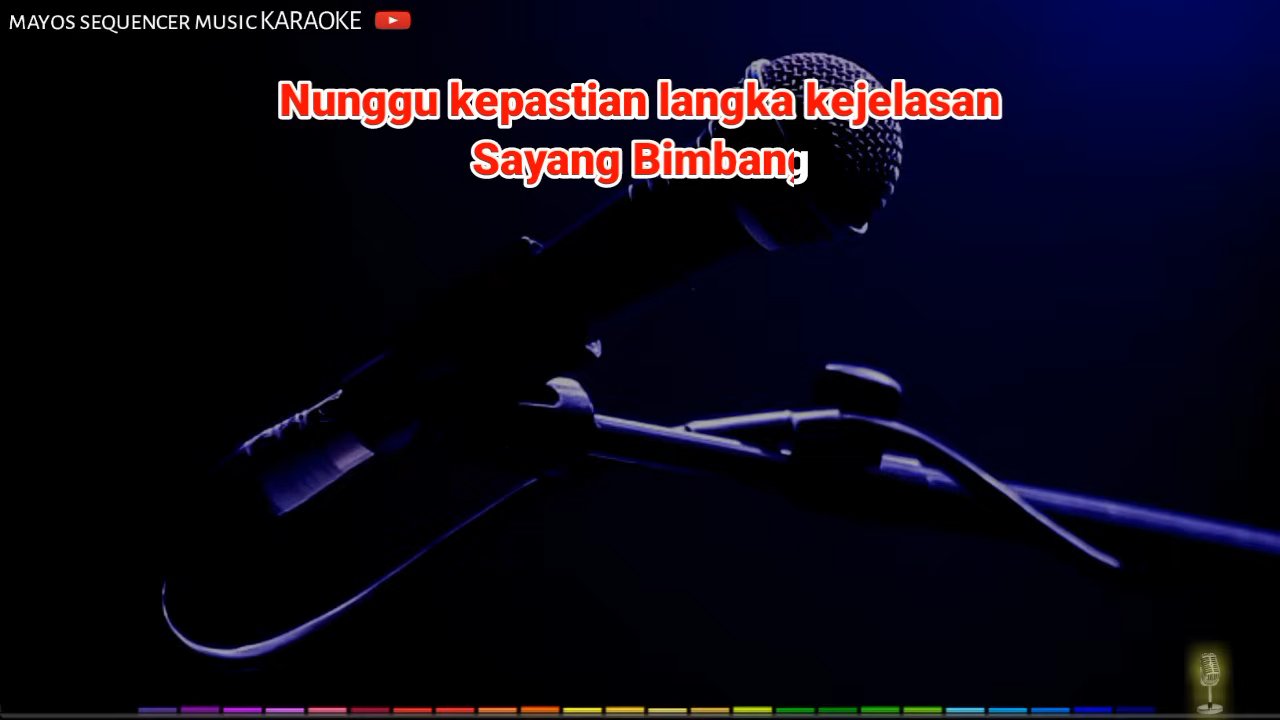 MAYOS SEQUENCER MUSIC KARAOKE
Nunggu kepastian langka kejelasan
Sayang Bimbang